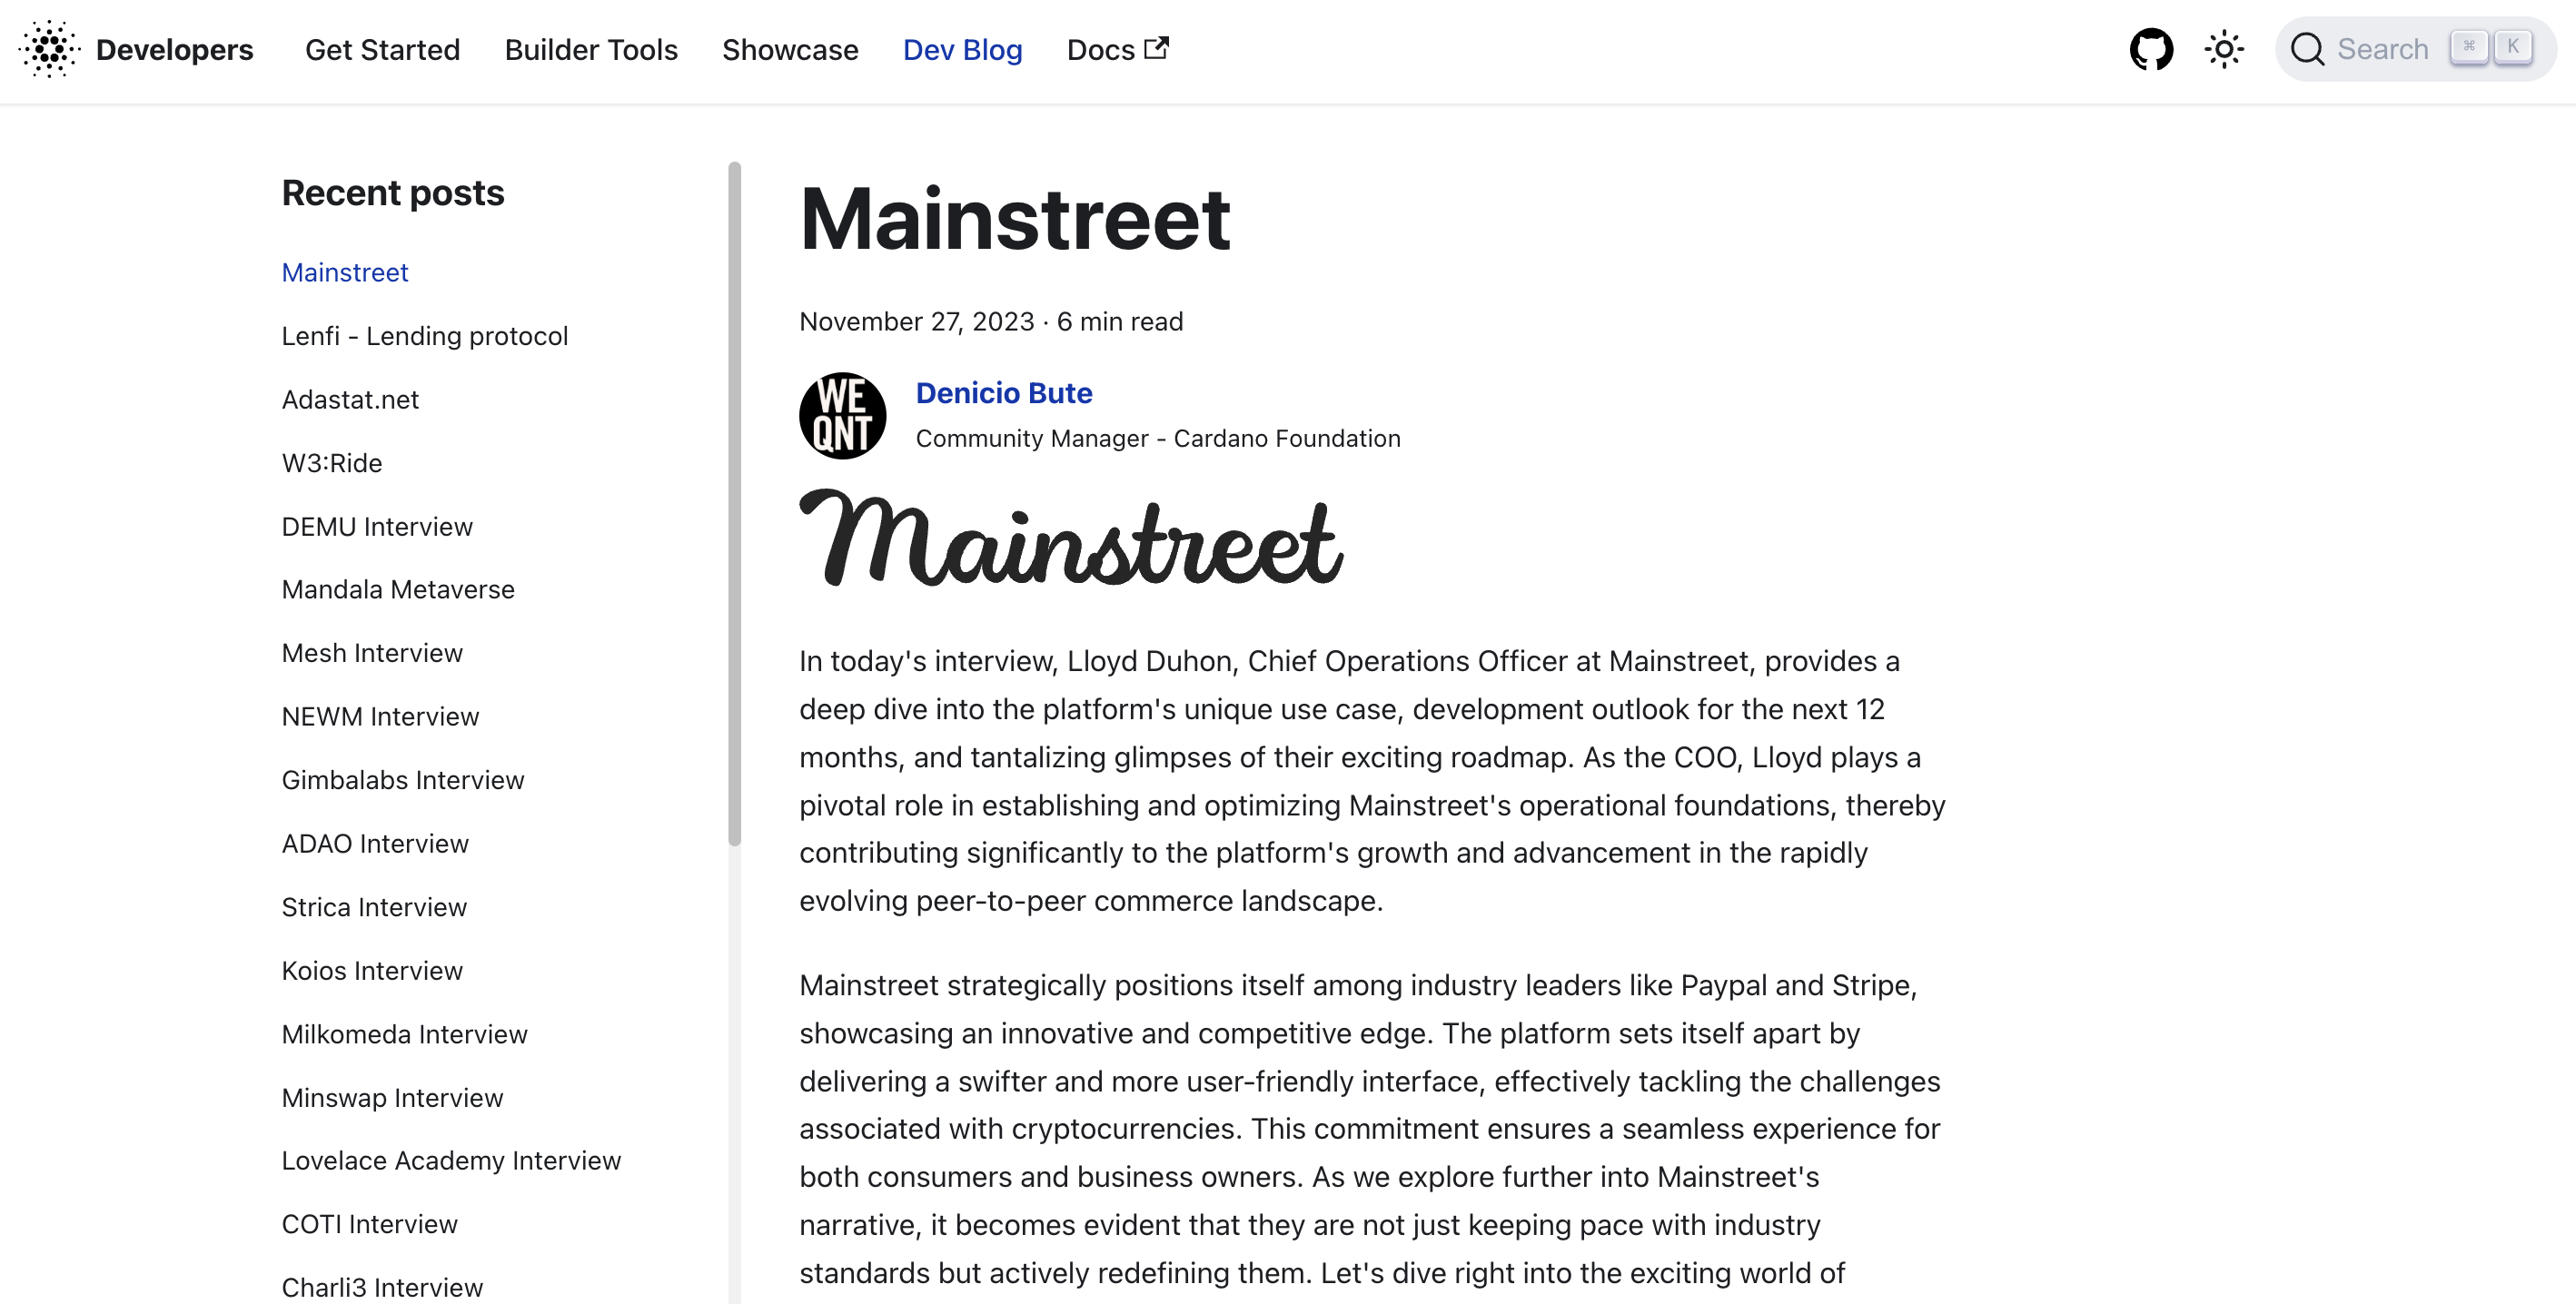 Developers
Get Started
Builder Tools
Showcase
Dev Blog
Docs
Search
⌘
K
Recent posts
Mainstreet
Lenfi - Lending protocol
Adastat.net
W3:Ride
DEMU Interview
Mandala Metaverse
Mesh Interview
NEWM Interview
Gimbalabs Interview
ADAO Interview
Strica Interview
Koios Interview
Milkomeda Interview
Minswap Interview
Lovelace Academy Interview
COTI Interview
Charli3 Interview
Mainstreet
November 27, 2023 · 6 min read
WE
QNT
Denicio Bute
Community Manager - Cardano Foundation
Mainstreet
In today's interview, Lloyd Duhon, Chief Operations Officer at Mainstreet, provides a
deep dive into the platform's unique use case, development outlook for the next 12
months, and tantalizing glimpses of their exciting roadmap. As the COO, Lloyd plays a
pivotal role in establishing and optimizing Mainstreet's operational foundations, thereby
contributing significantly to the platform's growth and advancement in the rapidly
evolving peer-to-peer commerce landscape.
Mainstreet strategically positions itself among industry leaders like Paypal and Stripe,
showcasing an innovative and competitive edge. The platform sets itself apart by
delivering a swifter and more user-friendly interface, effectively tackling the challenges
associated with cryptocurrencies. This commitment ensures a seamless experience for
both consumers and business owners. As we explore further into Mainstreet's
narrative, it becomes evident that they are not just keeping pace with industry
standards but actively redefining them. Let's dive right into the exciting world of